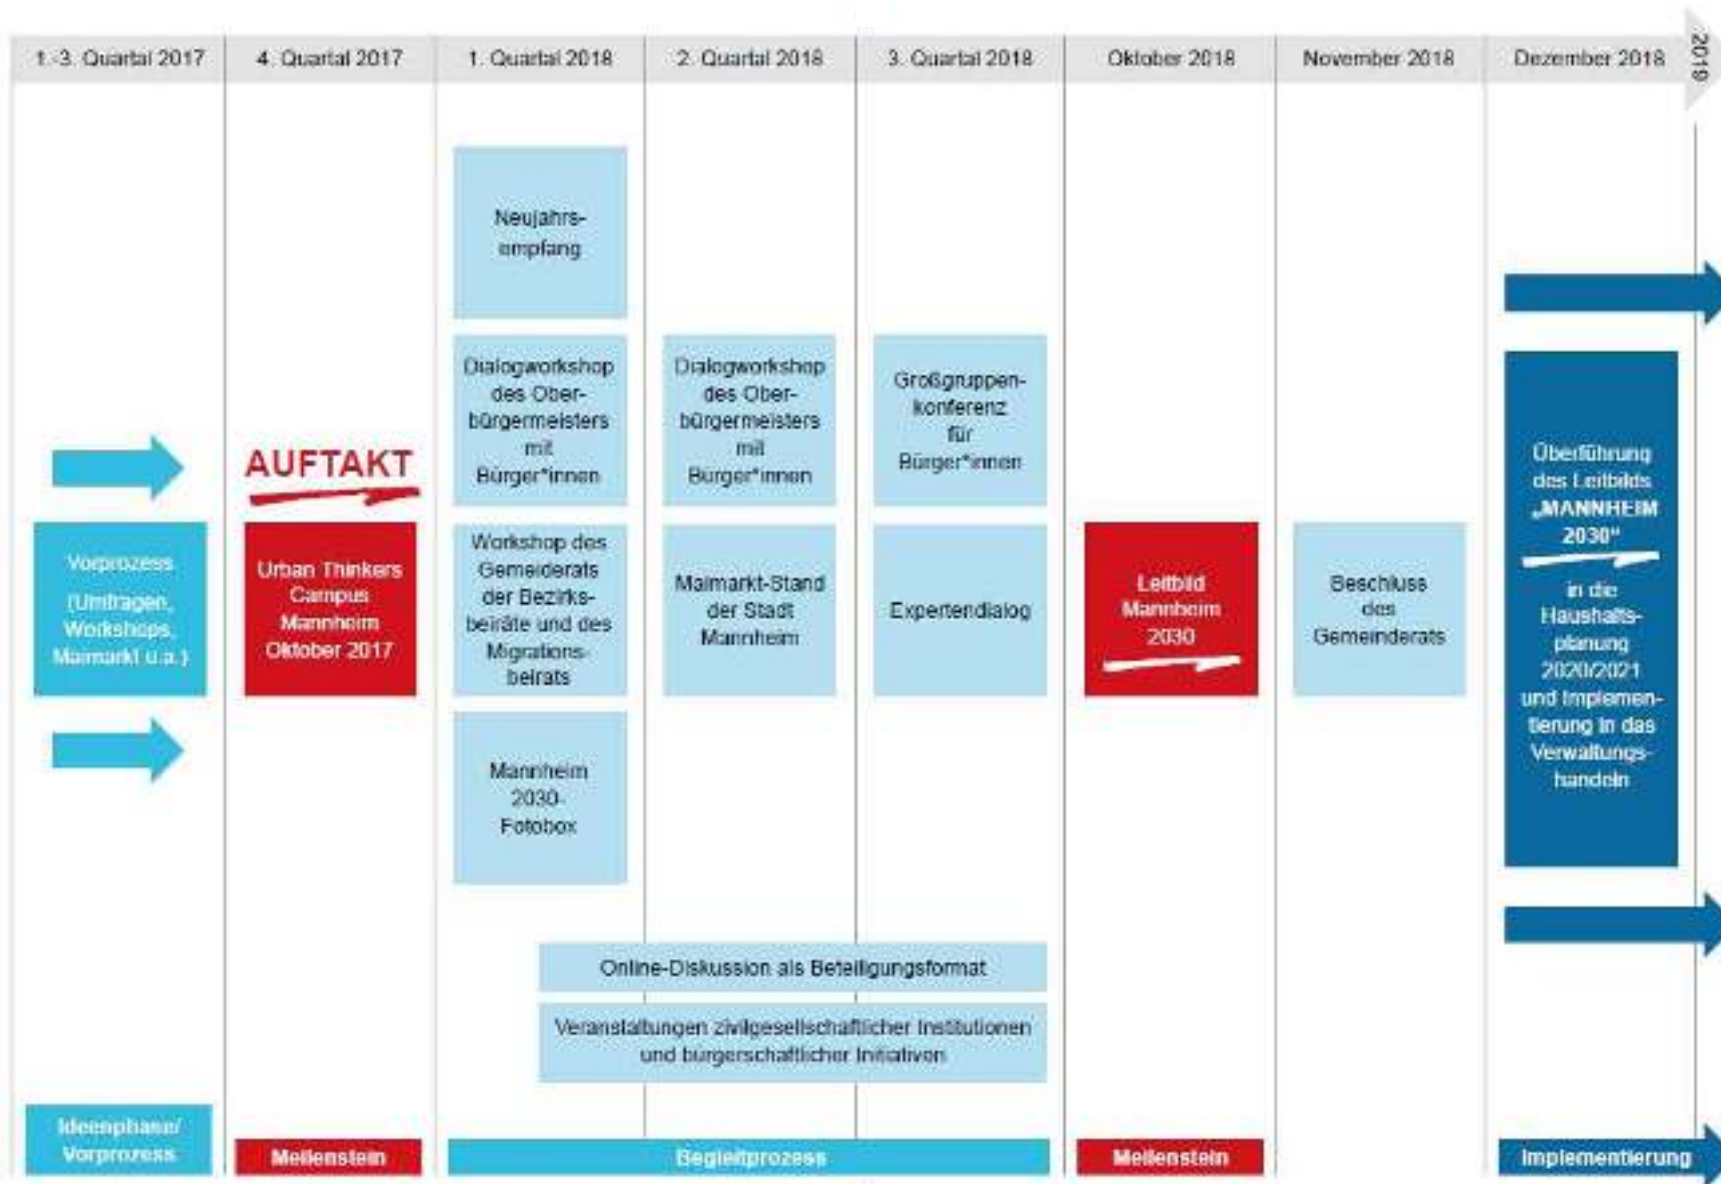 1.-3. Quartal 2017
4. Quartal 2017
1. Quartal 2018
2. Quartal 2018
3. Quartal 2018
Oktober 2018
November 2018
Dezember 2018
2019
Vorprozess
(Umfragen,
Workshops,
Maimarkt u.a.)
AUFTAKT
Urban Thinkers
Campus
Mannheim
Oktober 2017
Neujahrs-
empfang
Dialogworkshop
des Ober-
bürgermeisters
mit
Bürger*innen
Workshop des
Gemeiderats
der Bezirks-
beiräte und des
Migrations-
beirats
Mannheim
2030-
Fotobox
Dialogworkshop
des Ober-
bürgermeisters
mit
Bürger*innen
Maimarkt-Stand
der Stadt
Mannheim
Großgruppen-
konferenz
für
Bürger*innen
Expertendialog
Online-Diskussion als Beteiligungsformat
Veranstaltungen zivilgesellschaftlicher Institutionen
und bürgerschaftlicher Initiativen
Leitbild
Mannheim
2030
Beschluss
des
Gemeinderats
Überführung
des Leitbilds
„MANNHEIM
2030“
in die
Haushalts-
planung
2020/2021
und Implemen-
tierung in das
Verwaltungs-
handeln
Ideenphase/
Vorprozess
Meilenstein
Begleitprozess
Meilenstein
Implementierung